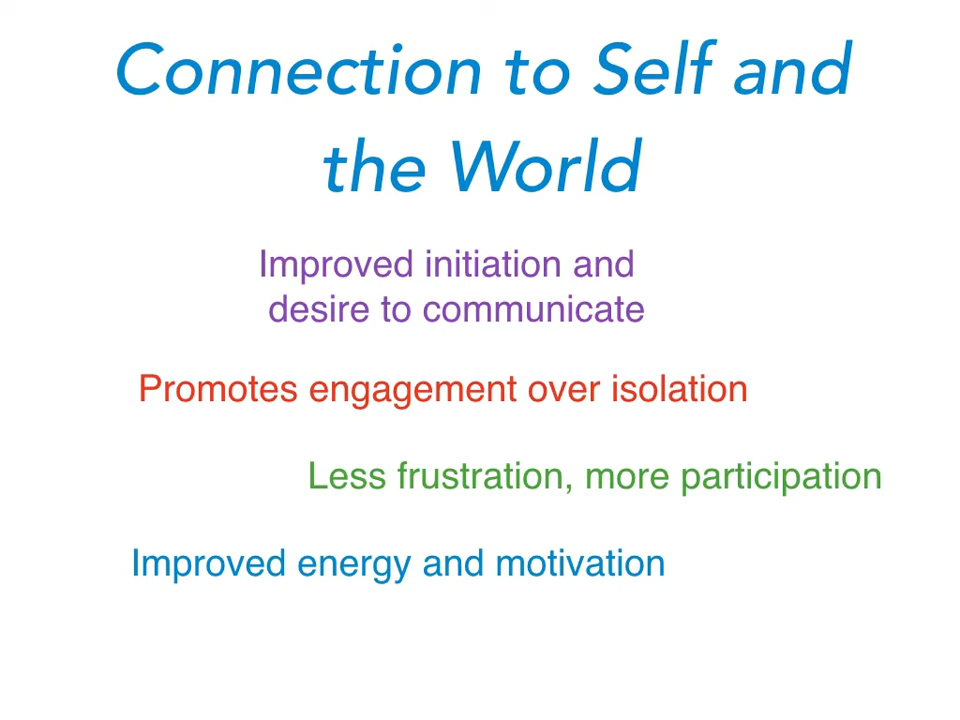 Connection to Self and
the World
Improved initiation and
desire to communicate
Promotes engagement over isolation
Less frustration, more participation
Improved energy and motivation